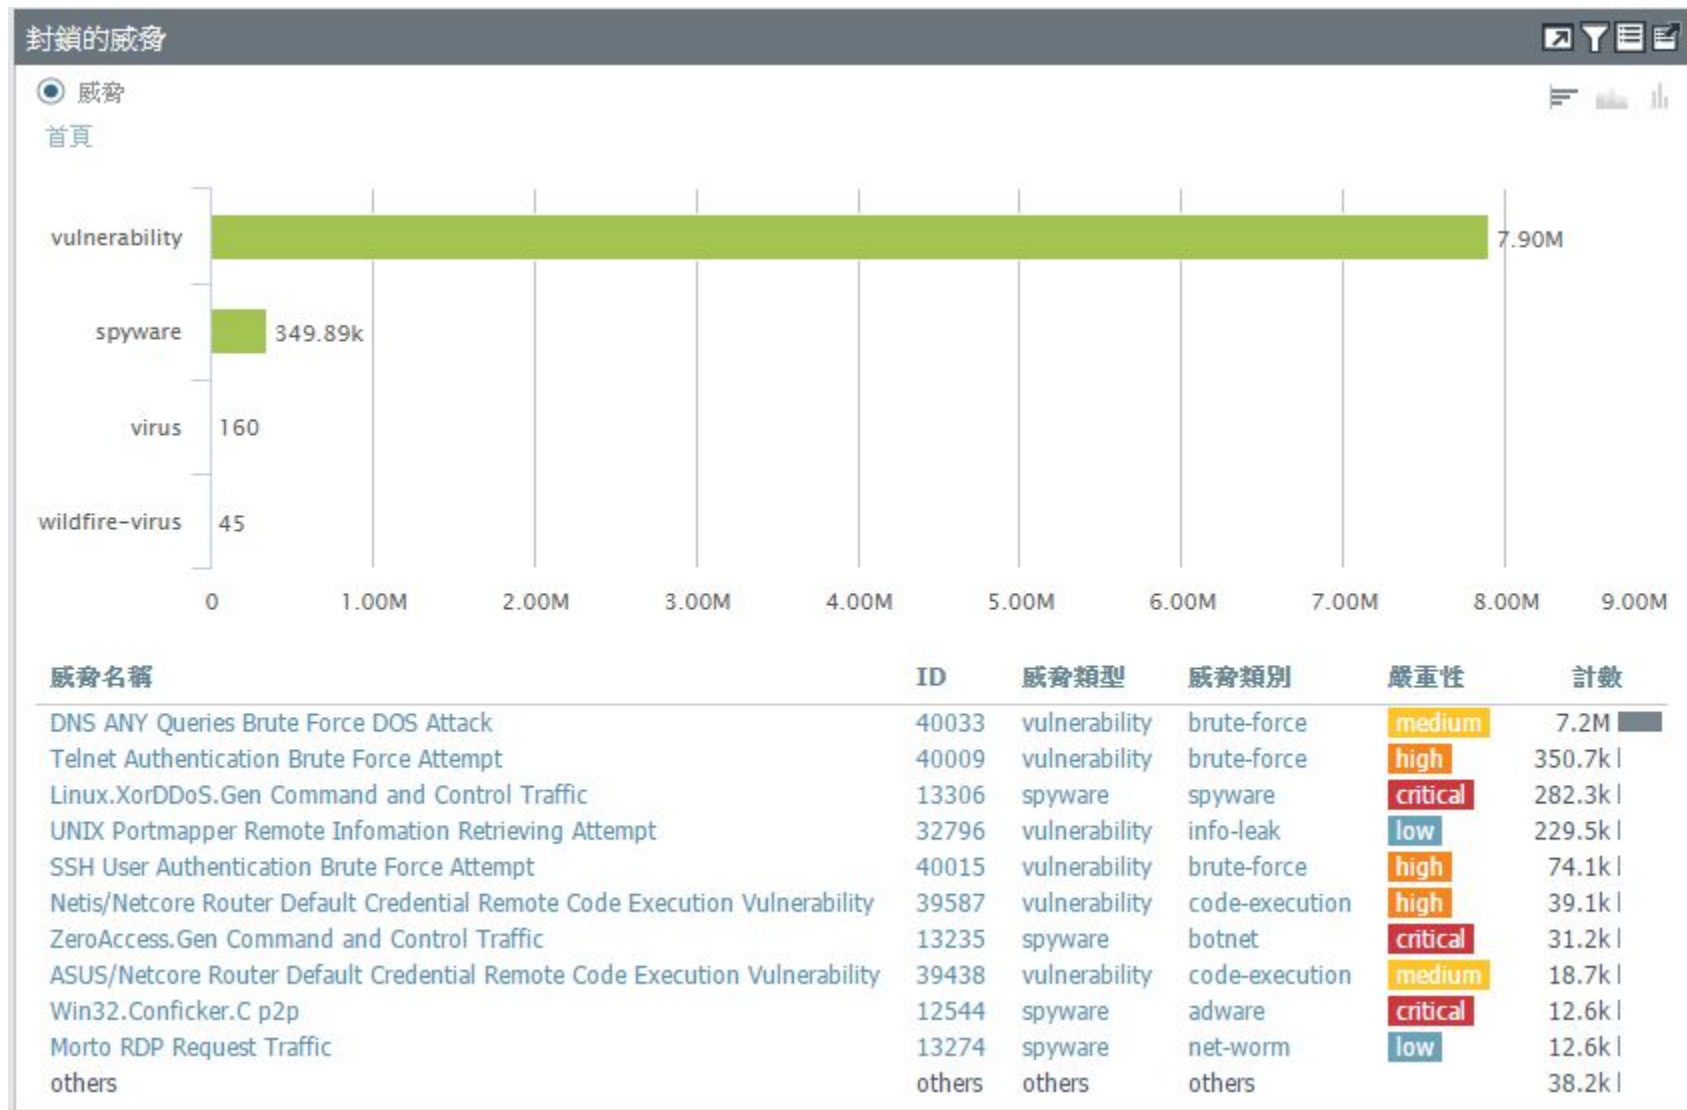 封鎖的威脅
威脅
首頁
vulnerability 7.90M
spyware 349.89k
virus 160
wildfire-virus 45
0 1.00M 2.00M 3.00M 4.00M 5.00M 6.00M 7.00M 8.00M 9.00M
威脅名稱 ID 威脅類型 威脅類別 嚴重性 計數
DNS ANY Queries Brute Force DOS Attack 40033 vulnerability brute-force medium 7.2M
Telnet Authentication Brute Force Attempt 40009 vulnerability brute-force high 350.7k
Linux.XorDDoS.Gen Command and Control Traffic 13306 spyware spyware critical 282.3k
UNIX Portmapper Remote Infomation Retrieving Attempt 32796 vulnerability info-leak low 229.5k
SSH User Authentication Brute Force Attempt 40015 vulnerability brute-force high 74.1k
Netis/Netcore Router Default Credential Remote Code Execution Vulnerability 39587 vulnerability code-execution high 39.1k
ZeroAccess.Gen Command and Control Traffic 13235 spyware botnet critical 31.2k
ASUS/Netcore Router Default Credential Remote Code Execution Vulnerability 39438 vulnerability code-execution medium 18.7k
Win32.Conficker.C p2p 12544 spyware adware critical 12.6k
Morto RDP Request Traffic 13274 spyware net-worm low 12.6k
others others others others 38.2k